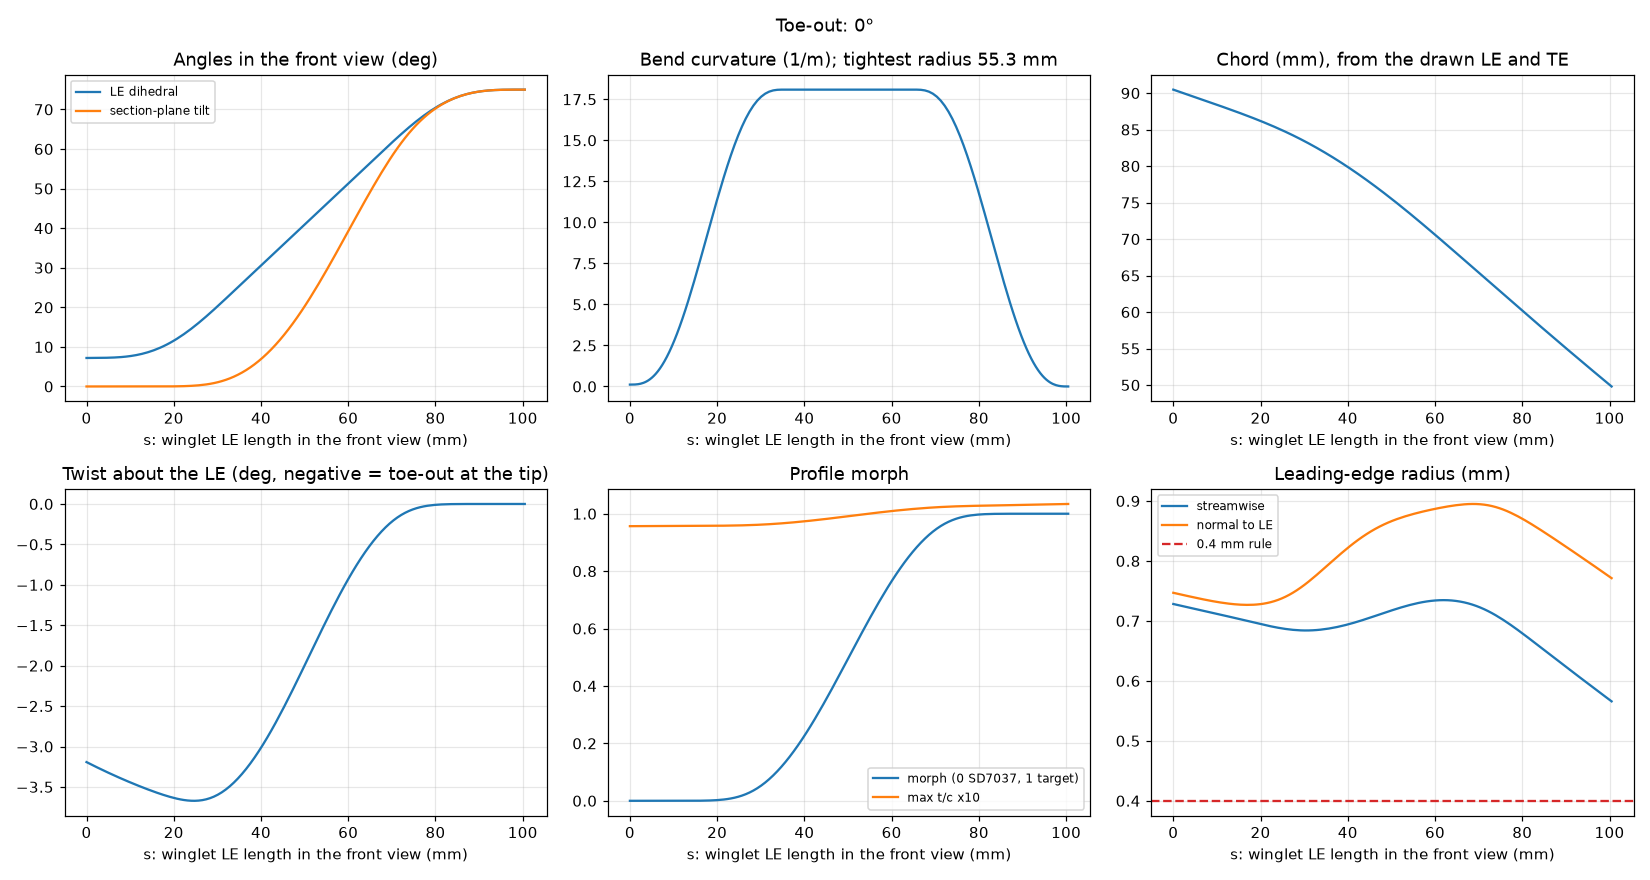 Toe-out: 0°
Angles in the front view (deg)
LE dihedral
section-plane tilt
70
60
50
40
30
20
10
0
0 20 40 60 80 100
s: winglet LE length in the front view (mm)
Bend curvature (1/m); tightest radius 55.3 mm
17.5
15.0
12.5
10.0
7.5
5.0
2.5
0.0
0 20 40 60 80 100
s: winglet LE length in the front view (mm)
Chord (mm), from the drawn LE and TE
90
85
80
75
70
65
60
55
50
0 20 40 60 80 100
s: winglet LE length in the front view (mm)
Twist about the LE (deg, negative = toe-out at the tip)
0.0
−0.5
−1.0
−1.5
−2.0
−2.5
−3.0
−3.5
0 20 40 60 80 100
s: winglet LE length in the front view (mm)
Profile morph
1.0
0.8
0.6
0.4
0.2
0.0
morph (0 SD7037, 1 target)
max t/c x10
0 20 40 60 80 100
s: winglet LE length in the front view (mm)
Leading-edge radius (mm)
streamwise
normal to LE
0.4 mm rule
0.9
0.8
0.7
0.6
0.5
0.4
0 20 40 60 80 100
s: winglet LE length in the front view (mm)